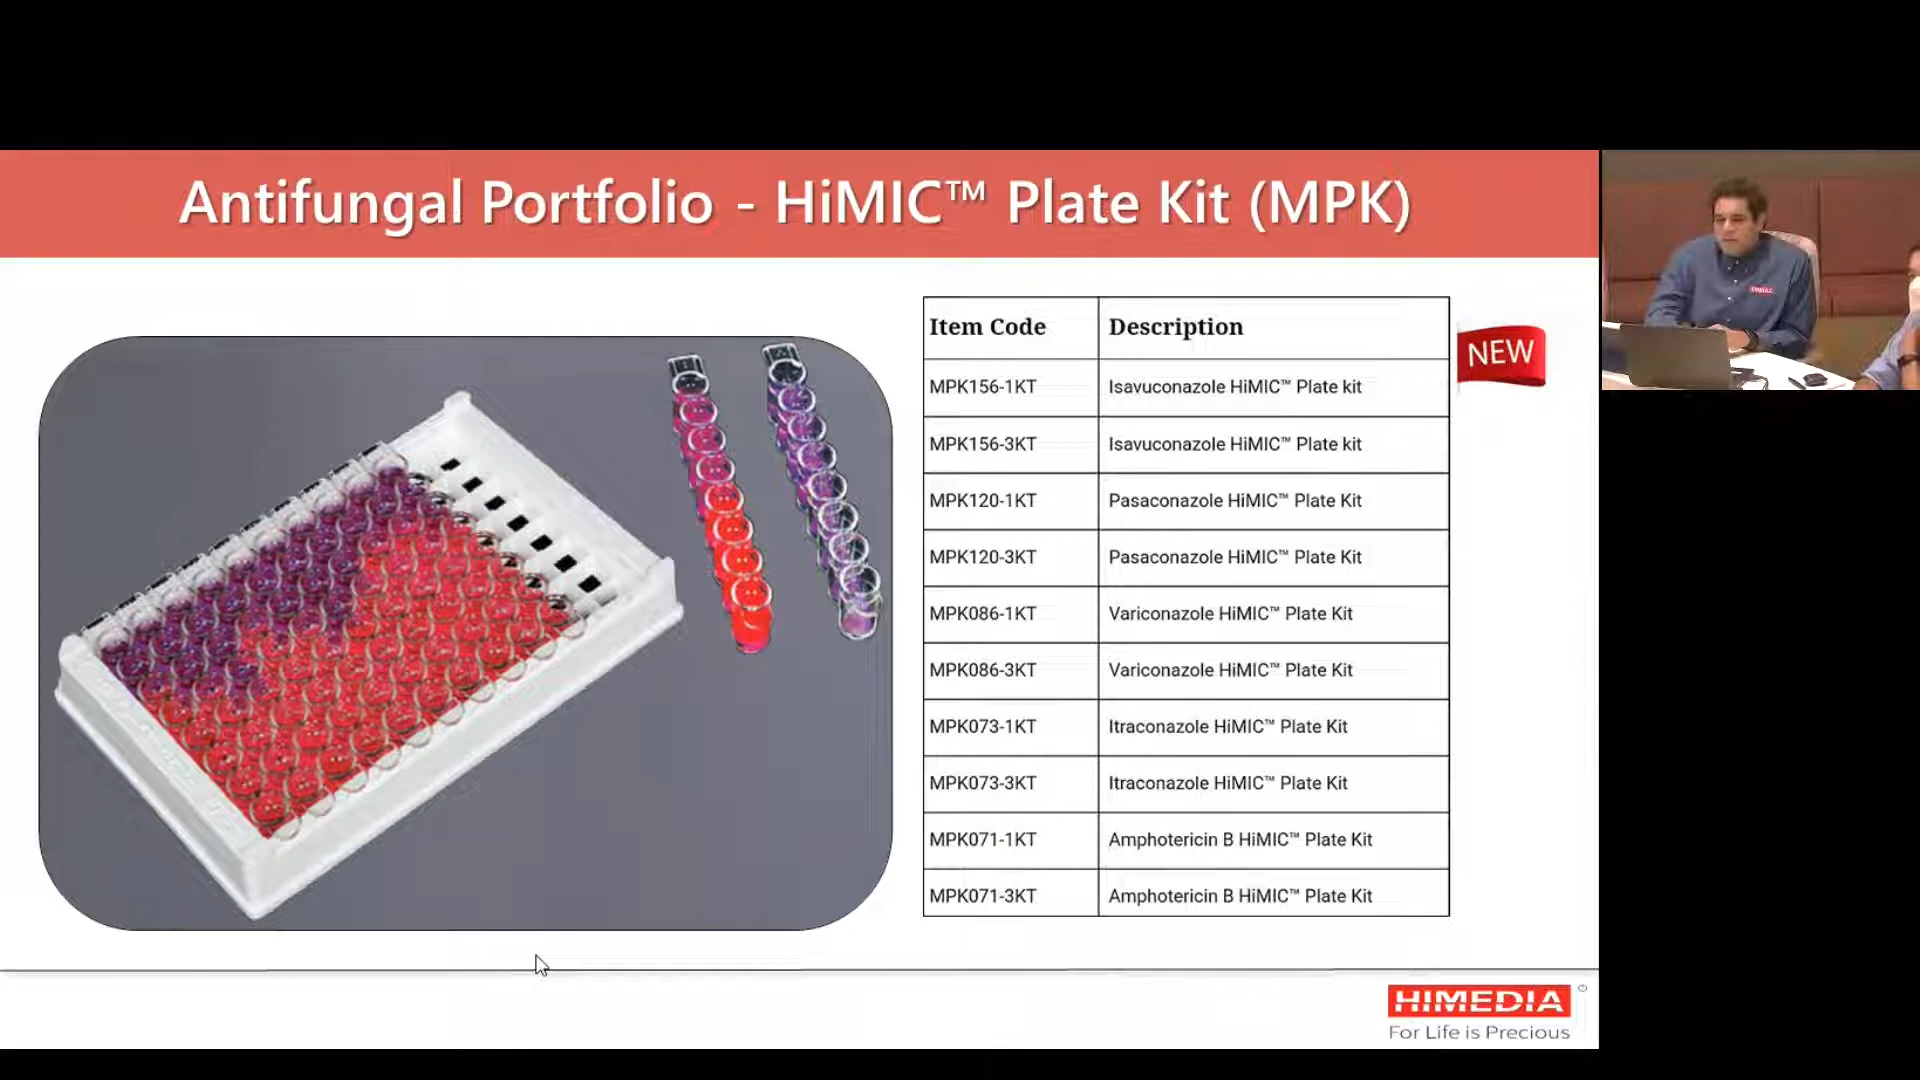 Antifungal Portfolio - HiMIC™ Plate Kit (MPK)
Item Code Description
MPK156-1KT Isavuconazole HiMIC™ Plate kit
MPK156-3KT Isavuconazole HiMIC™ Plate kit
MPK120-1KT Pasaconazole HiMIC™ Plate Kit
MPK120-3KT Pasaconazole HiMIC™ Plate Kit
MPK086-1KT Variconazole HiMIC™ Plate Kit
MPK086-3KT Variconazole HiMIC™ Plate Kit
MPK073-1KT Itraconazole HiMIC™ Plate Kit
MPK073-3KT Itraconazole HiMIC™ Plate Kit
MPK071-1KT Amphotericin B HiMIC™ Plate Kit
MPK071-3KT Amphotericin B HiMIC™ Plate Kit
NEW
HIMEDIA
For Life is Precious